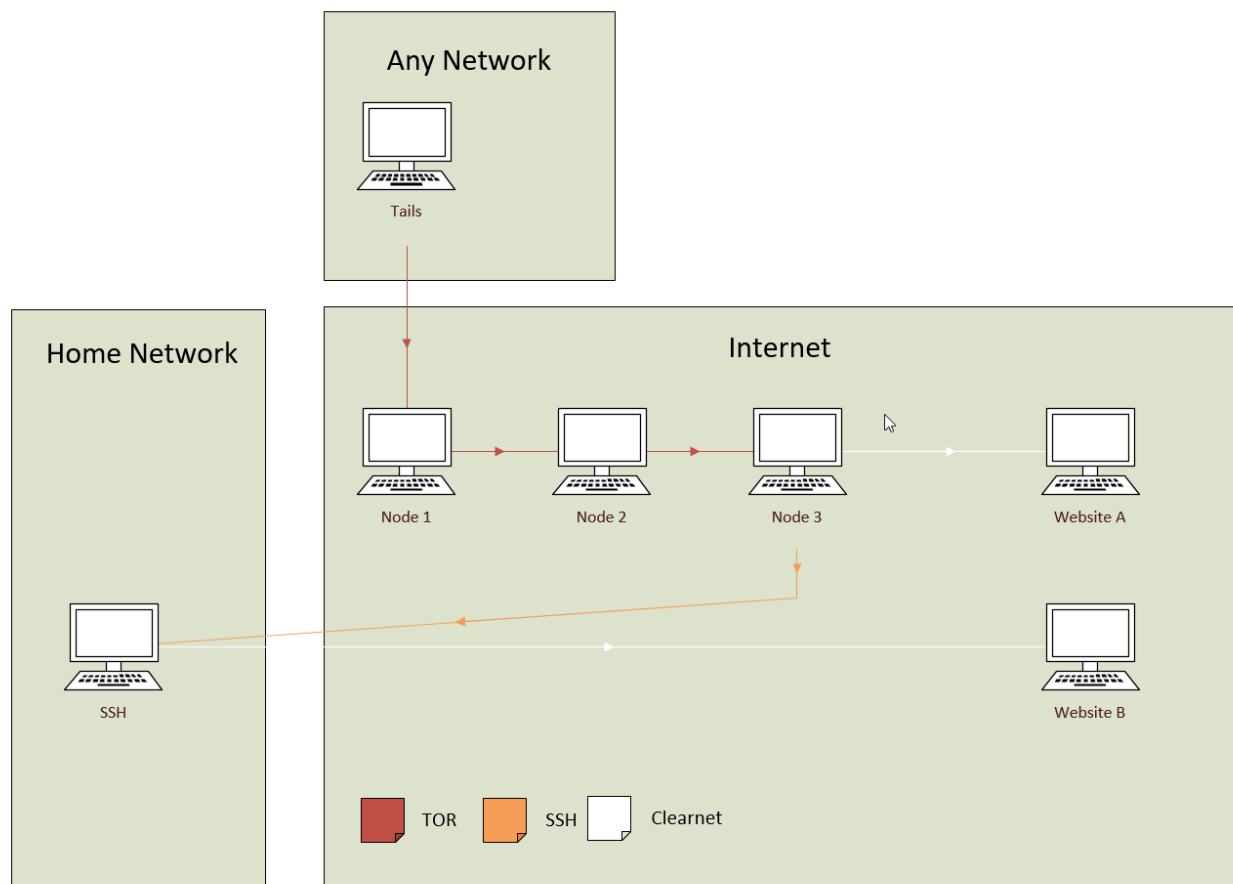 Any Network
Tails
Home Network
Internet
Node 1
Node 2
Node 3
Website A
SSH
Website B
TOR
SSH
Clearnet